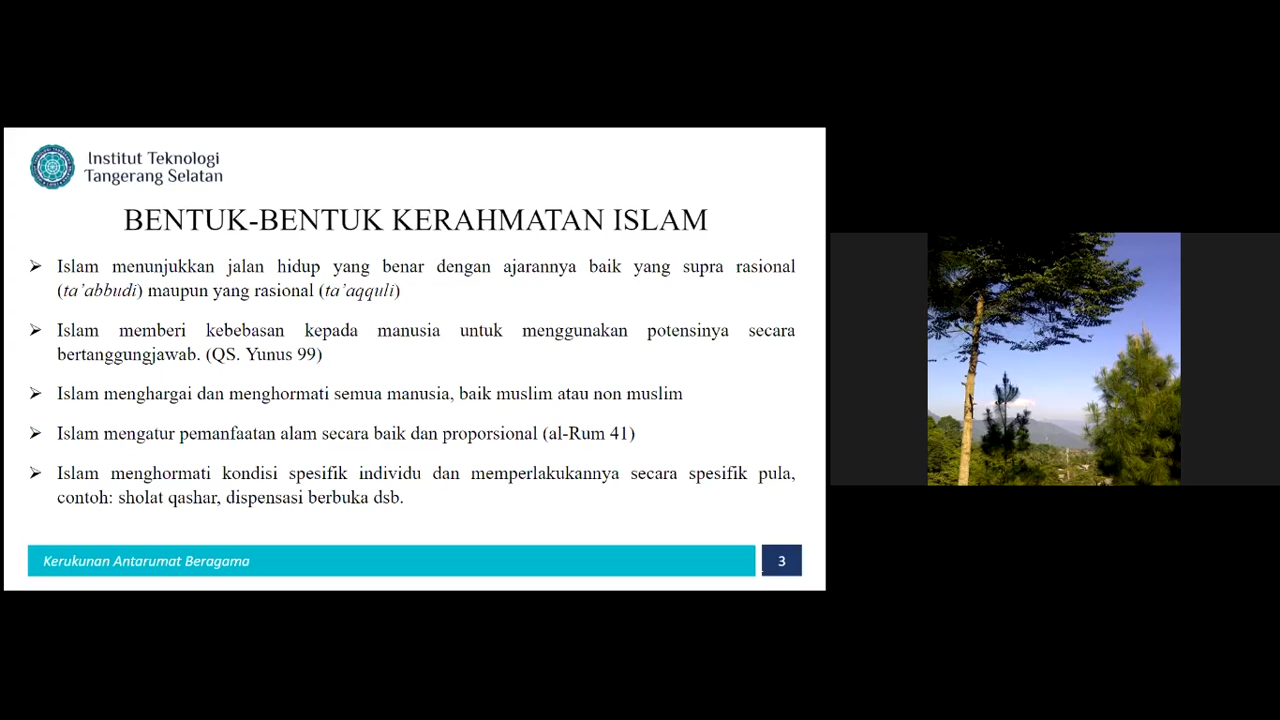 Institut Teknologi
Tangerang Selatan
BENTUK-BENTUK KERAHMATAN ISLAM
➢ Islam menunjukkan jalan hidup yang benar dengan ajarannya baik yang supra rasional
(ta’abbudi) maupun yang rasional (ta’aqquli)
➢ Islam memberi kebebasan kepada manusia untuk menggunakan potensinya secara
bertanggungjawab. (QS. Yunus 99)
➢ Islam menghargai dan menghormati semua manusia, baik muslim atau non muslim
➢ Islam mengatur pemanfaatan alam secara baik dan proporsional (al-Rum 41)
➢ Islam menghormati kondisi spesifik individu dan memperlakukannya secara spesifik pula,
contoh: sholat qashar, dispensasi berbuka dsb.
Kerukunan Antarumat Beragama
3